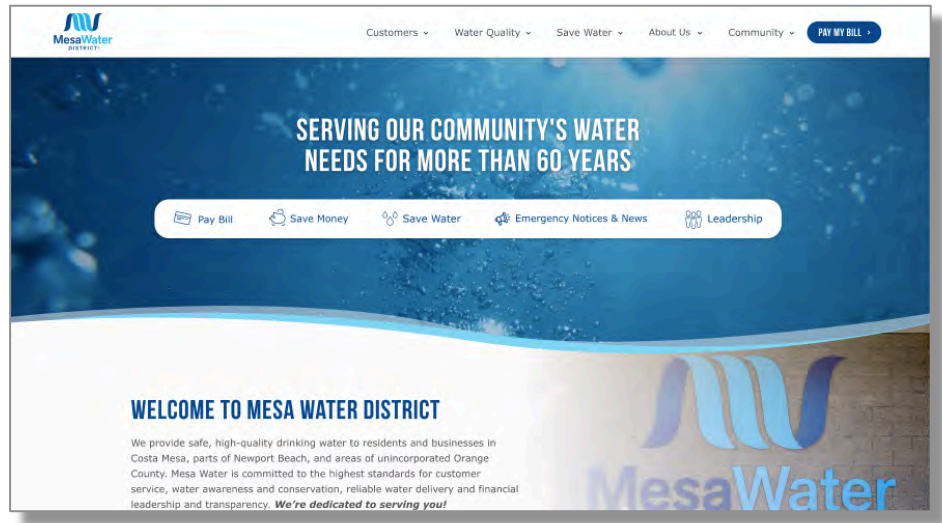 MesaWater
DISTRICT®
Customers
Water Quality
Save Water
About Us
Community
PAY MY BILL
SERVING OUR COMMUNITY'S WATER
NEEDS FOR MORE THAN 60 YEARS
Pay Bill
Save Money
Save Water
Emergency Notices & News
Leadership
WELCOME TO MESA WATER DISTRICT
We provide safe, high-quality drinking water to residents and businesses in
Costa Mesa, parts of Newport Beach, and areas of unincorporated Orange
County. Mesa Water is committed to the highest standards for customer
service, water awareness and conservation, reliable water delivery and financial
leadership and transparency. We're dedicated to serving you!
MesaWater